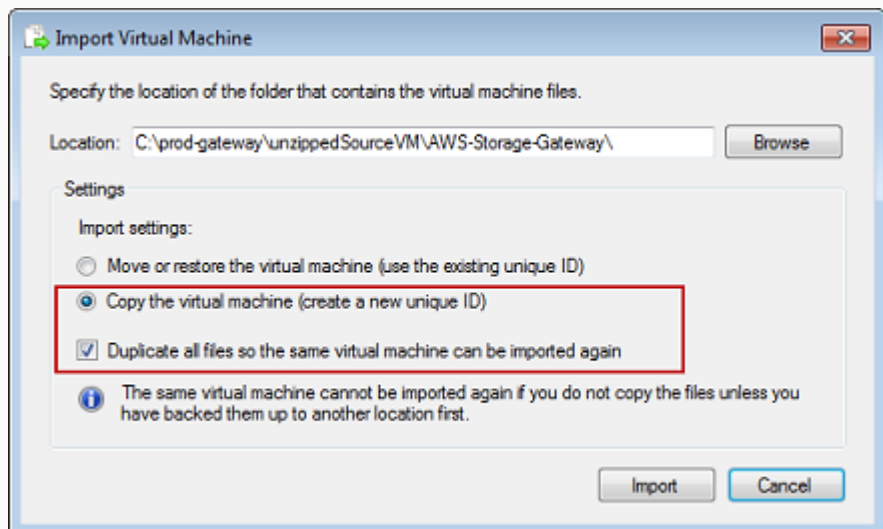 Import Virtual Machine
Specify the location of the folder that contains the virtual machine files.
Location: C:\prod-gateway\unzippedSourceVM\AWS-Storage-Gateway\ Browse
Settings
Import settings:
Move or restore the virtual machine (use the existing unique ID)
Copy the virtual machine (create a new unique ID)
Duplicate all files so the same virtual machine can be imported again
The same virtual machine cannot be imported again if you do not copy the files unless you
have backed them up to another location first.
Import Cancel